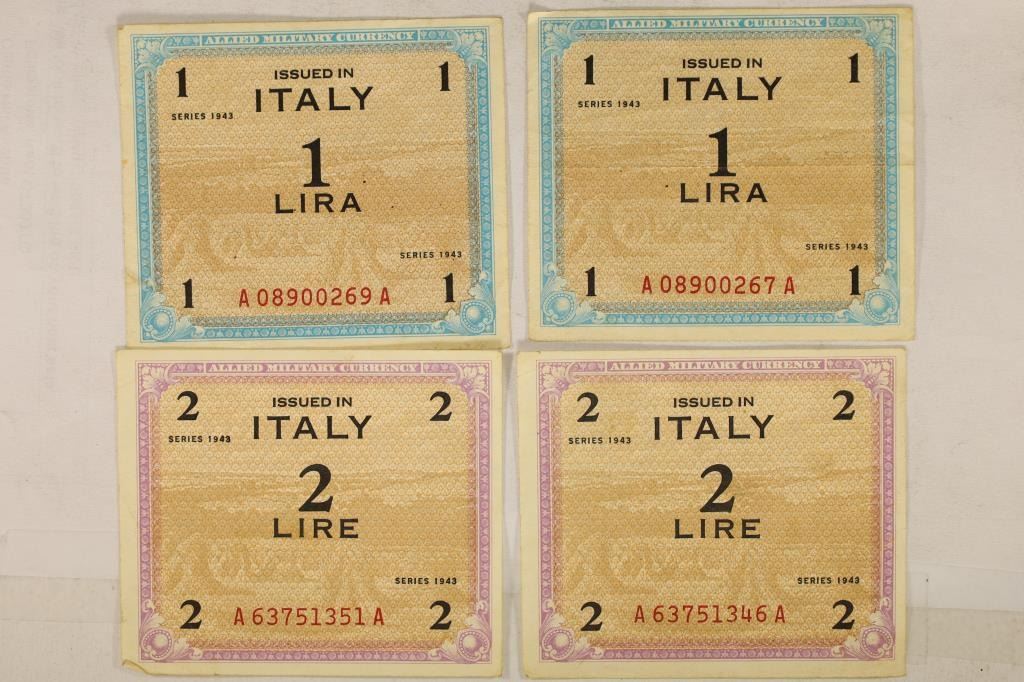 ALLIED MILITARY CURRENCY
1 ISSUED IN 1
ITALY
SERIES 1943
1
LIRA
SERIES 1943
1 A 08900269 A 1
ALLIED MILITARY CURRENCY
1 ISSUED IN 1
ITALY
SERIES 1943
1
LIRA
SERIES 1943
1 A 08900267 A 1
ALLIED MILITARY CURRENCY
2 ISSUED IN 2
ITALY
SERIES 1943
2
LIRE
SERIES 1943
2 A 63751351 A 2
ALLIED MILITARY CURRENCY
2 ISSUED IN 2
ITALY
SERIES 1943
2
LIRE
SERIES 1943
2 A 63751346 A 2